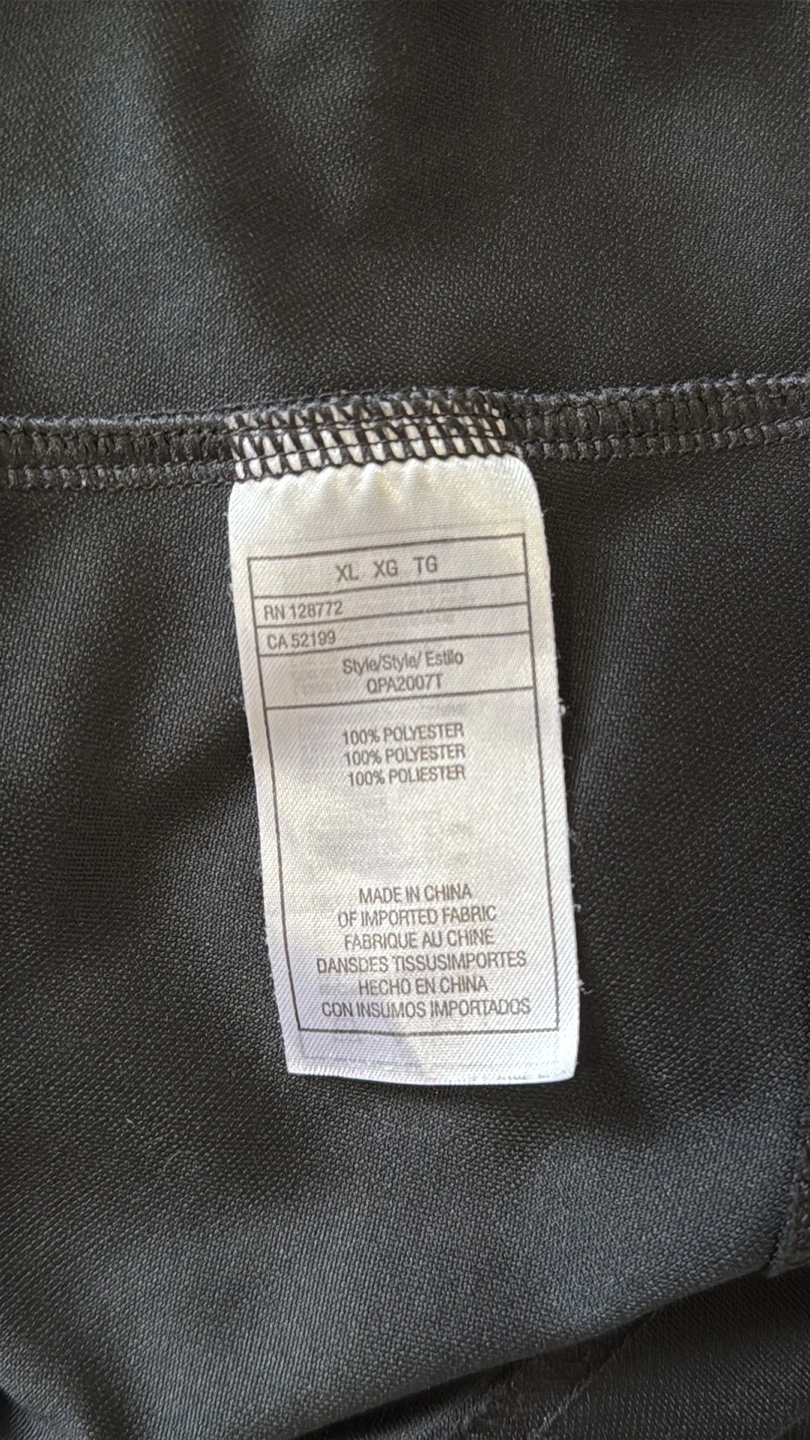 XL XG TG
RN 128772
CA 52199
Style/Style/ Estilo
QPA2007T
100% POLYESTER
100% POLYESTER
100% POLIESTER
MADE IN CHINA
OF IMPORTED FABRIC
FABRIQUE AU CHINE
DANSDES TISSUSIMPORTES
HECHO EN CHINA
CON INSUMOS IMPORTADOS